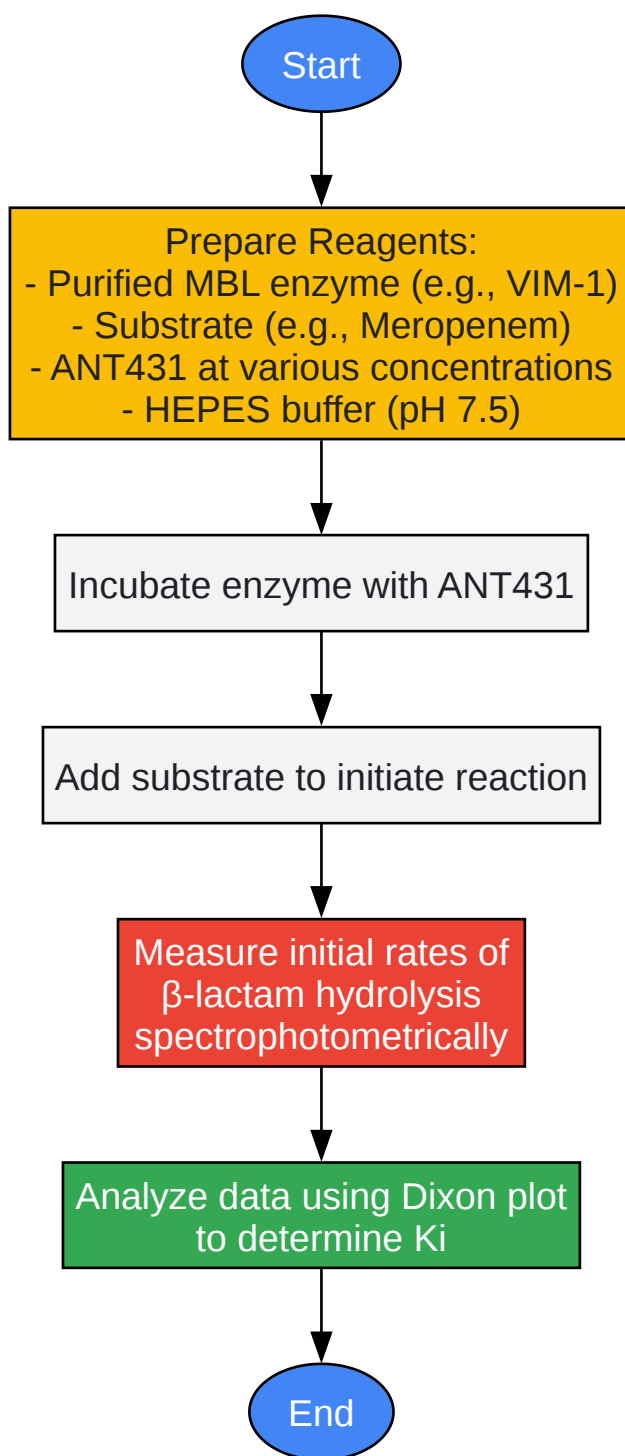 Start
Prepare Reagents:
- Purified MBL enzyme (e.g., VIM-1)
- Substrate (e.g., Meropenem)
- ANT431 at various concentrations
- HEPES buffer (pH 7.5)
Incubate enzyme with ANT431
Add substrate to initiate reaction
Measure initial rates of
β-lactam hydrolysis
spectrophotometrically
Analyze data using Dixon plot
to determine Ki
End